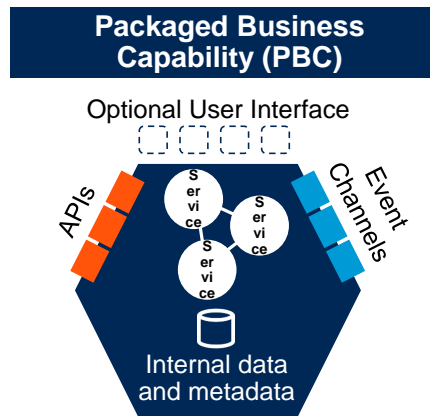 Packaged Business
Capability (PBC)
Optional User Interface
APIs
Event
Channels
S
er
vi
ce
S
er
vi
ce
S
er
vi
ce
Internal data
and metadata